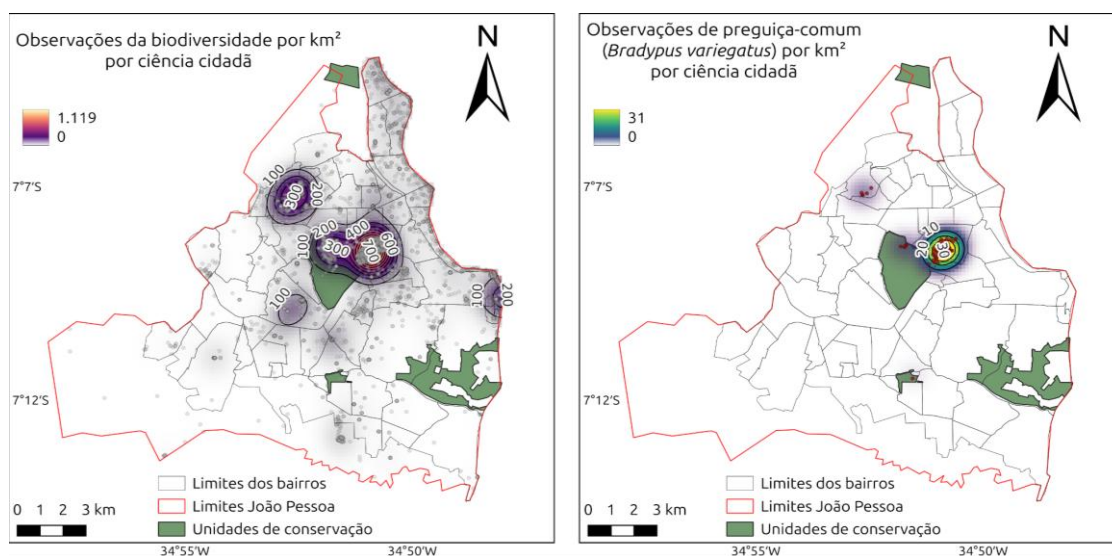 Observações da biodiversidade por km²
por ciência cidadã
N
1.119
0
7°7'S
7°12'S
100
200
300
200
400
600
100
300
700
100
100
200
Limites dos bairros
Limites João Pessoa
Unidades de conservação
0 1 2 3 km
34°55'W
34°50'W
Observações de preguiça-comum
(Bradypus variegatus) por km²
por ciência cidadã
N
31
0
7°7'S
7°12'S
10
20
30
Limites dos bairros
Limites João Pessoa
Unidades de conservação
0 1 2 3 km
34°55'W
34°50'W